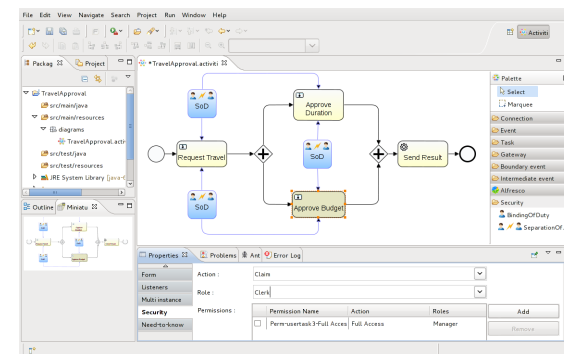 File Edit View Navigate Search Project Run Window Help
Activiti
Packag Project
*TravelApproval.activiti
TravelApproval
src/main/java
src/main/resources
diagrams
TravelApproval.activ
src/test/java
src/test/resources
JRE System Library [java-6
Outline Miniatu
SoD
Approve Duration
Request Travel
SoD
Send Result
SoD
Approve Budget
Palette
Select
Marquee
Connection
Event
Task
Gateway
Boundary event
Intermediate event
Alfresco
Security
BindingOfDuty
SeparationOf
Properties Problems Ant Error Log
Form
Listeners
Multi instance
Security
Need-to-know
Action : Claim
Role : Clerk
Permissions :
Permission Name Action Roles
Perm-usertask3-Full Acces Full Access Manager
Add
Remove